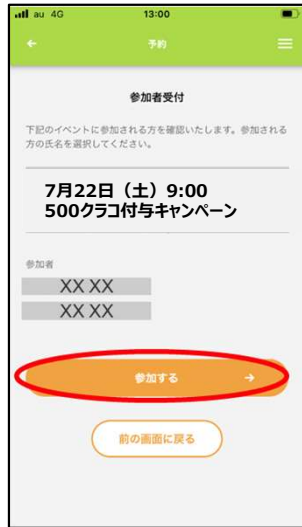 au 4G 13:00
予約
参加者受付
下記のイベントに参加される方を確認いたします。参加される
方の氏名を選択してください。
7月22日（土）9:00
500クラコ付与キャンペーン
参加者
XX XX
XX XX
参加する →
前の画面に戻る